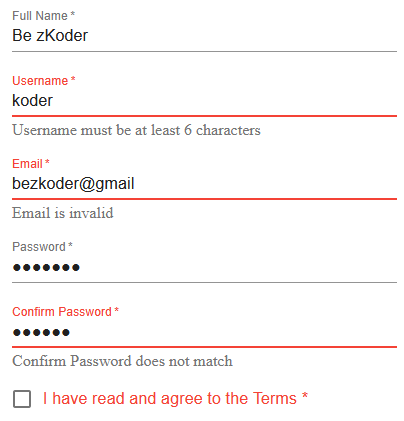 Full Name *
Be zKoder
Username *
koder
Username must be at least 6 characters
Email *
bezkoder@gmail
Email is invalid
Password *
●●●●●●●
Confirm Password *
●●●●●●
Confirm Password does not match
I have read and agree to the Terms *